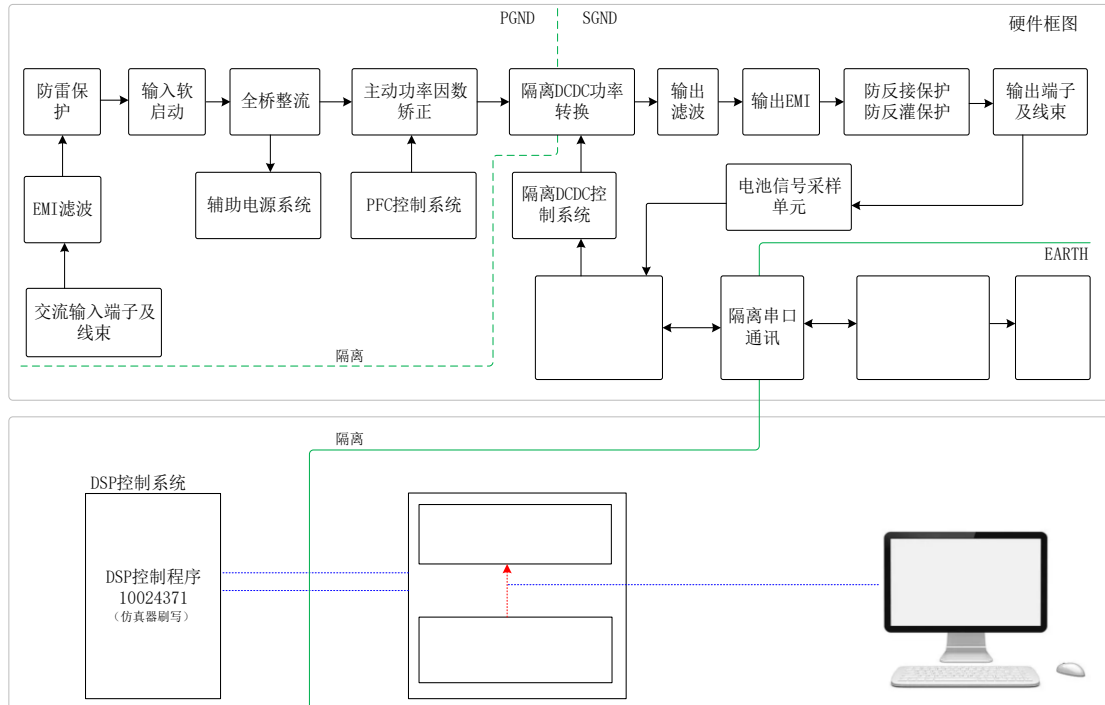 PGND
SGND
硬件框图
防雷保
护
输入软
启动
全桥整流
主动功率因数
矫正
隔离DCDC功率
转换
输出
滤波
输出EMI
防反接保护
防反灌保护
输出端子
及线束
EMI滤波
辅助电源系统
PFC控制系统
隔离DCDC控
制系统
电池信号采样
单元
EARTH
交流输入端子及
线束
隔离串口
通讯
隔离
隔离
DSP控制系统
DSP控制程序
10024371
（仿真器刷写）